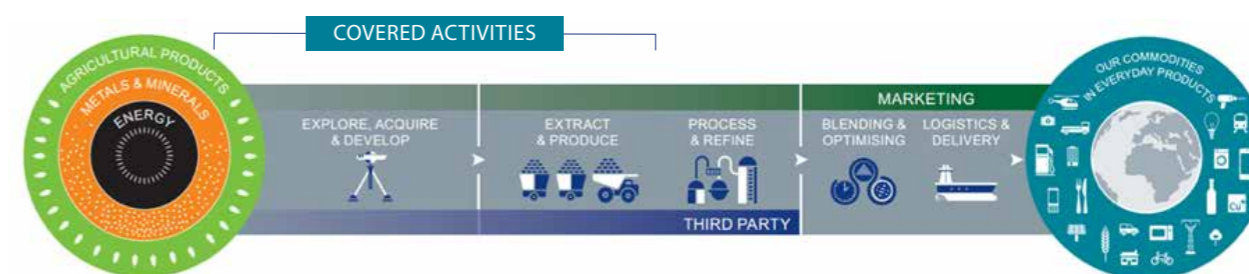 COVERED ACTIVITIES
AGRICULTURAL PRODUCTS
METALS & MINERALS
ENERGY
EXPLORE, ACQUIRE
& DEVELOP
EXTRACT
& PRODUCE
PROCESS
& REFINE
THIRD PARTY
MARKETING
BLENDING &
OPTIMISING
LOGISTICS &
DELIVERY
OUR COMMODITIES
IN EVERYDAY PRODUCTS
Cu